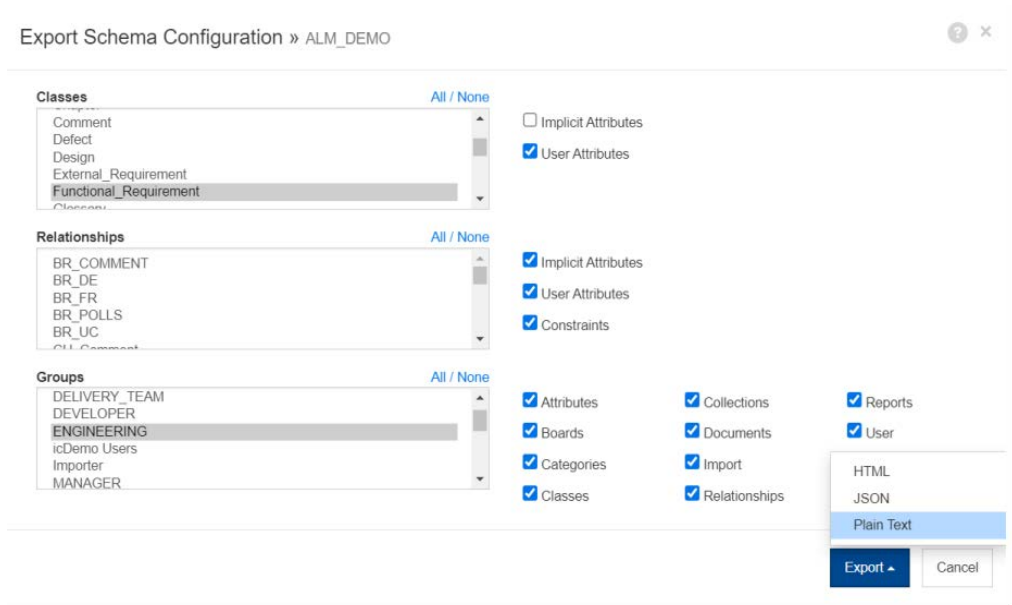 Export Schema Configuration » ALM_DEMO
Classes All / None
Comment
Defect
Design
External_Requirement
Functional_Requirement
Implicit Attributes
User Attributes
Relationships All / None
BR_COMMENT
BR_DE
BR_FR
BR_POLLS
BR_UC
Implicit Attributes
User Attributes
Constraints
Groups All / None
DELIVERY_TEAM
DEVELOPER
ENGINEERING
icDemo Users
Importer
MANAGER
Attributes Collections Reports
Boards Documents User
Categories Import
Classes Relationships
HTML
JSON
Plain Text
Export Cancel